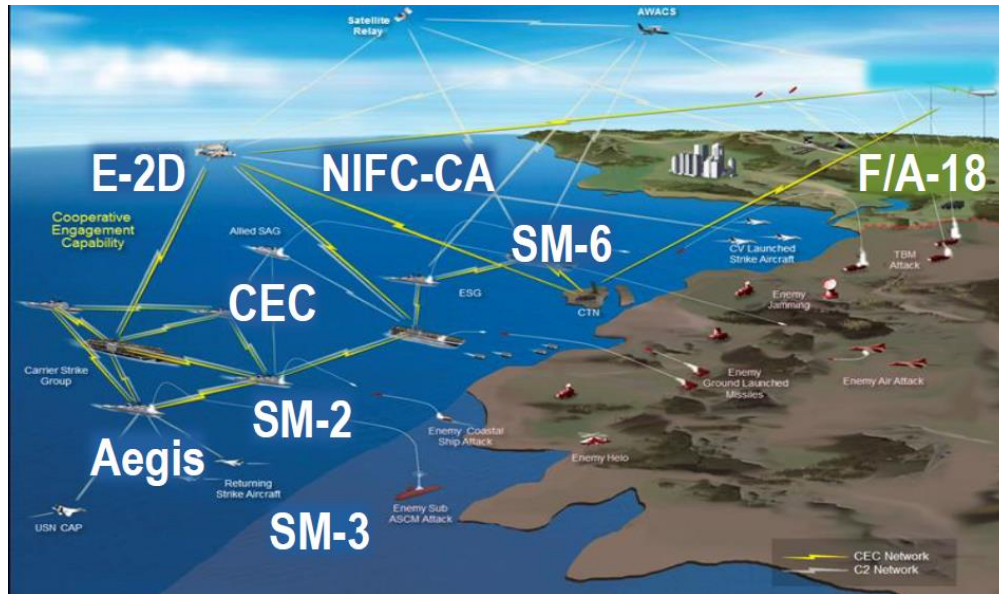 Satellite
Relay
AWACS
E-2D
NIFC-CA
F/A-18
Cooperative
Engagement
Capability
Allied SAG
SM-6
CV Launched
Strike Aircraft
TBM
Attack
CEC
ESG
CTN
Enemy
Jamming
Carrier Strike
Group
Enemy
Ground Launched
Missiles
Enemy Air Attack
SM-2
Enemy Coastal
Ship Attack
Aegis
Enemy Helo
Returning
Strike Aircraft
USN CAP
SM-3
Enemy Sub
ASCM Attack
CEC Network
C2 Network